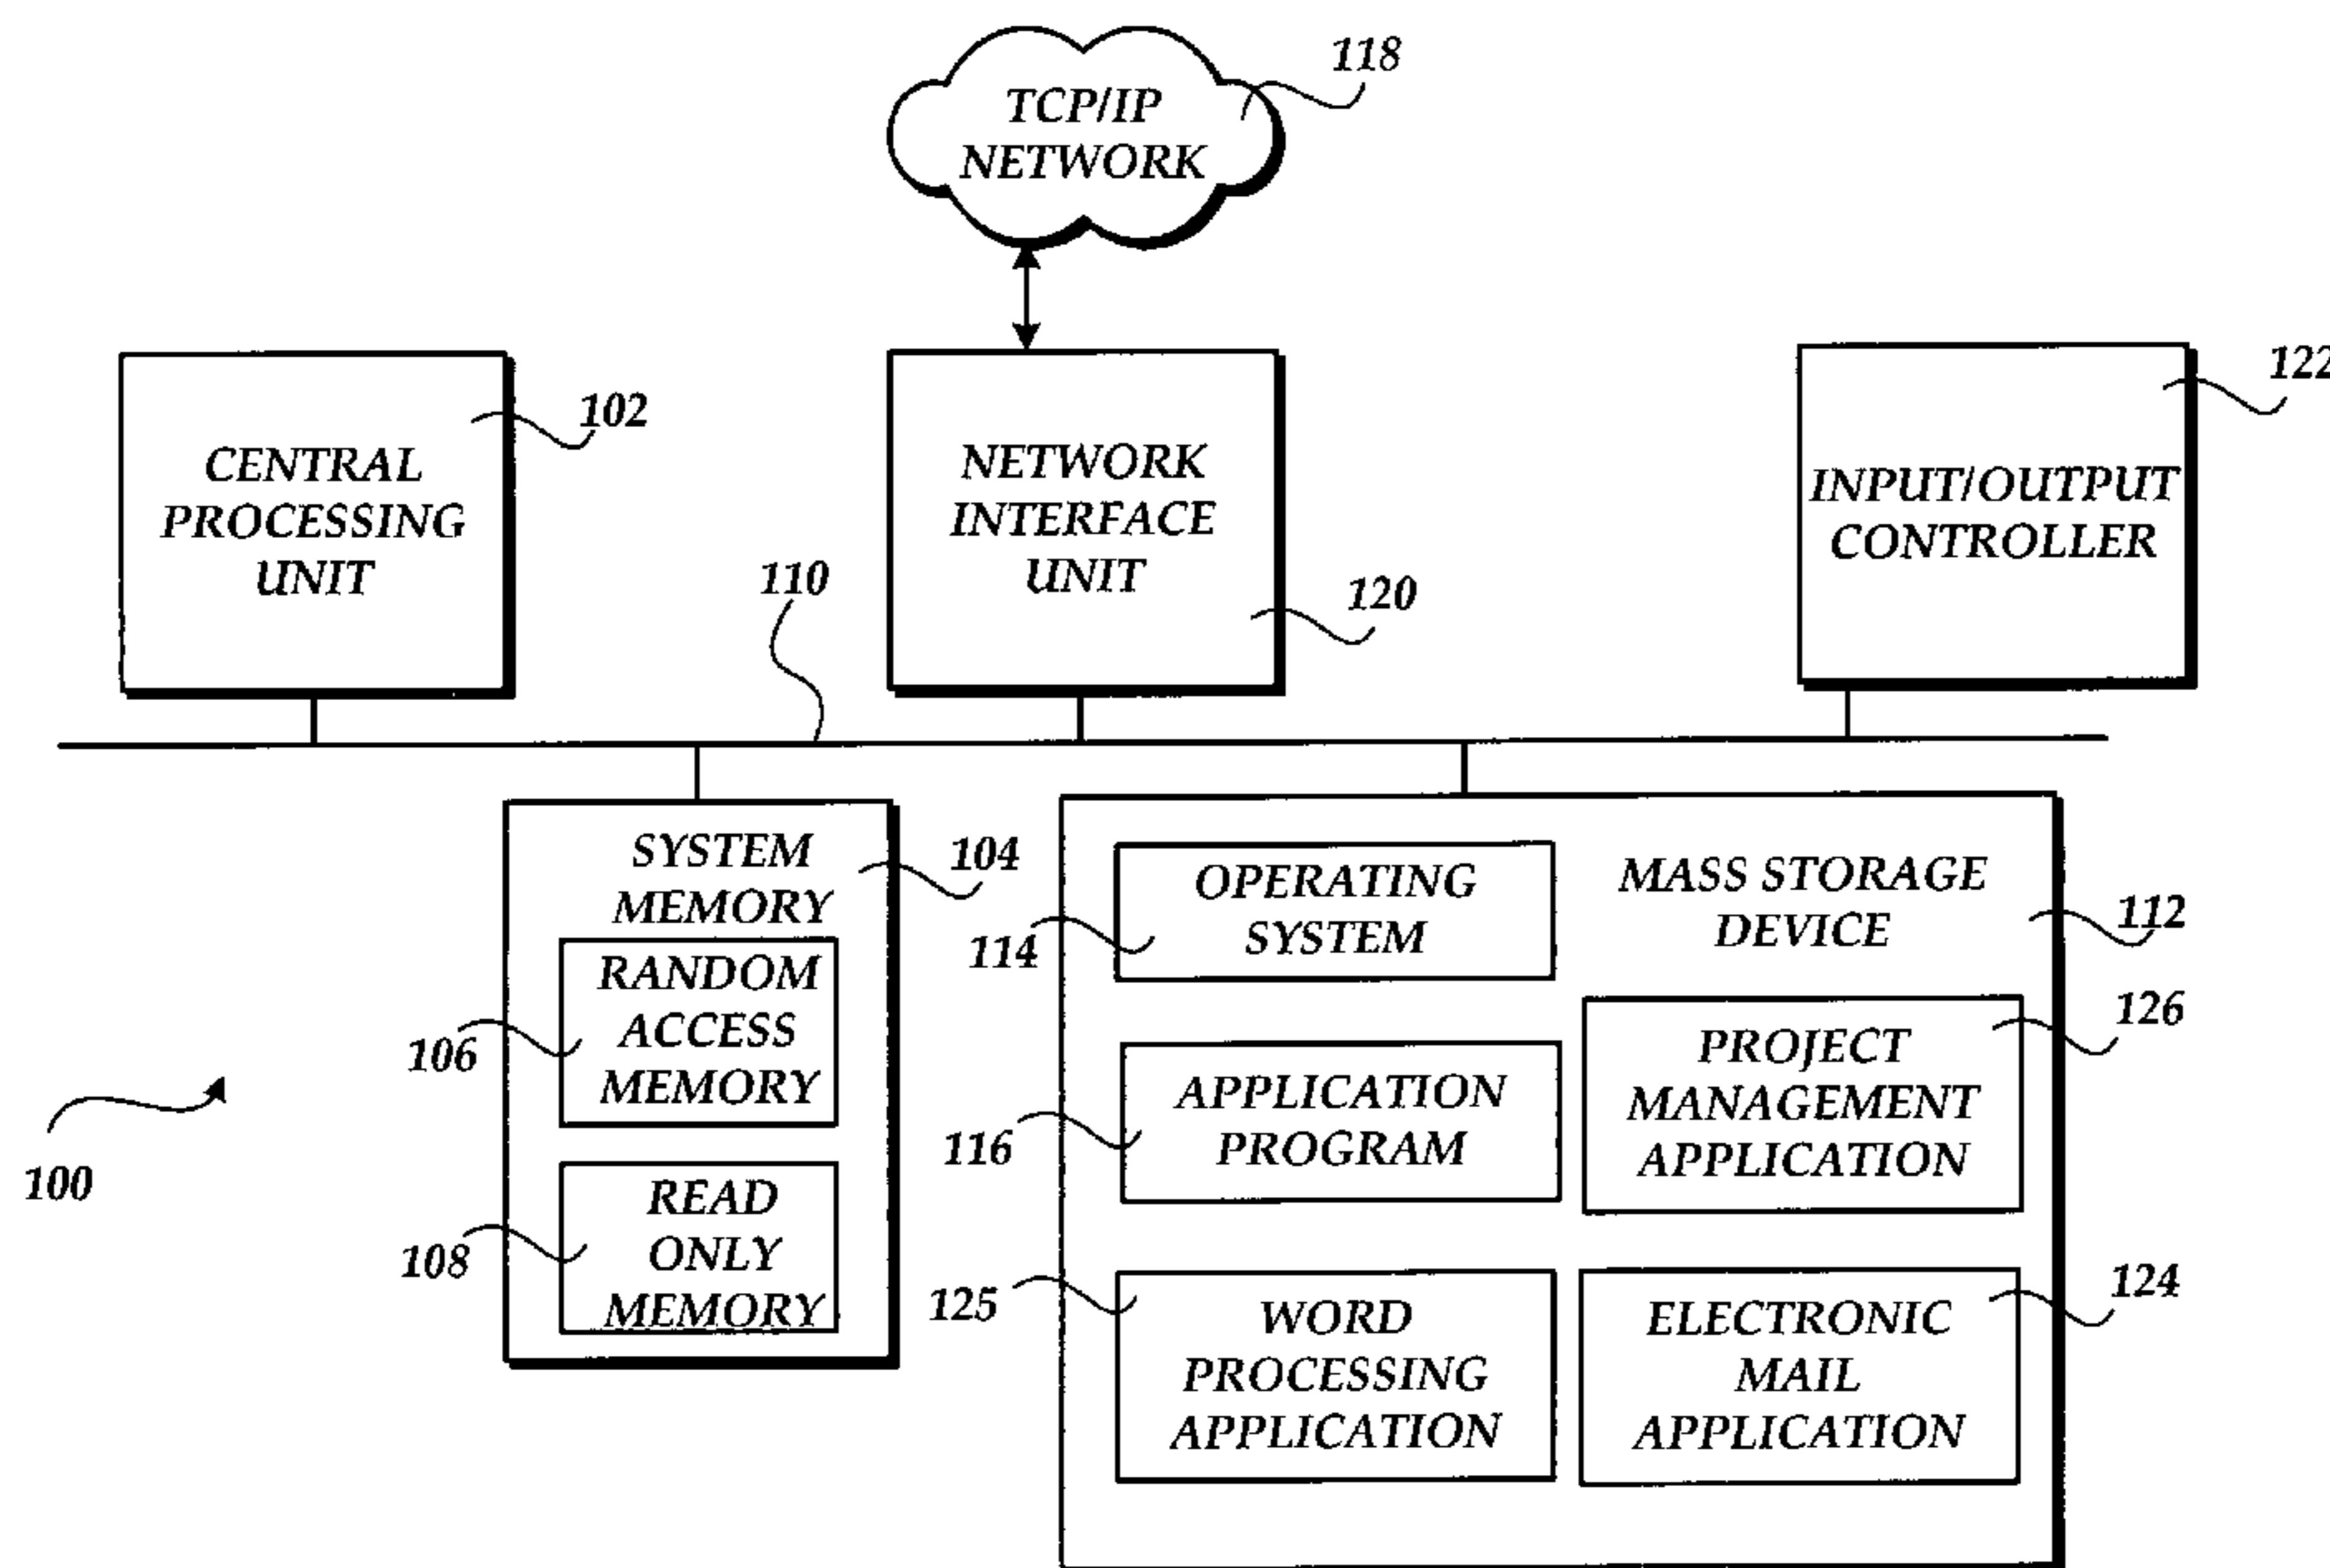 118
TCP/IP
NETWORK
102
CENTRAL
PROCESSING
UNIT
NETWORK
INTERFACE
UNIT
120
122
INPUT/OUTPUT
CONTROLLER
110
SYSTEM
MEMORY
104
RANDOM
ACCESS
MEMORY
106
READ
ONLY
MEMORY
108
100
OPERATING
SYSTEM
114
MASS STORAGE
DEVICE
112
APPLICATION
PROGRAM
116
PROJECT
MANAGEMENT
APPLICATION
126
WORD
PROCESSING
APPLICATION
125
ELECTRONIC
MAIL
APPLICATION
124